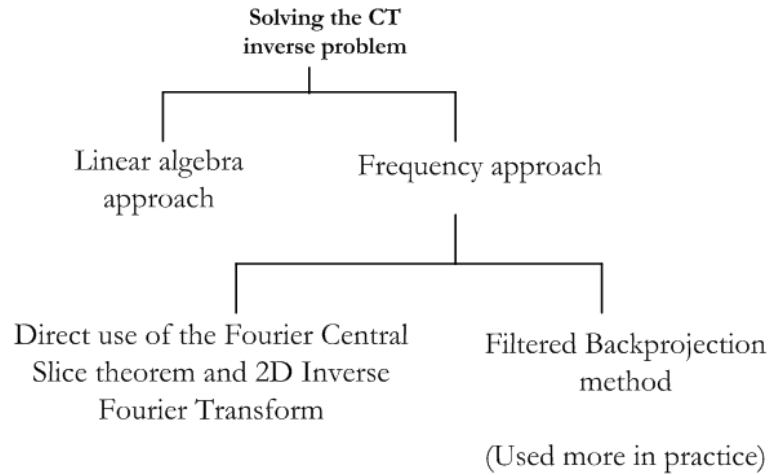 Solving the CT
inverse problem
Linear algebra
approach
Frequency approach
Direct use of the Fourier Central
Slice theorem and 2D Inverse
Fourier Transform
Filtered Backprojection
method
(Used more in practice)